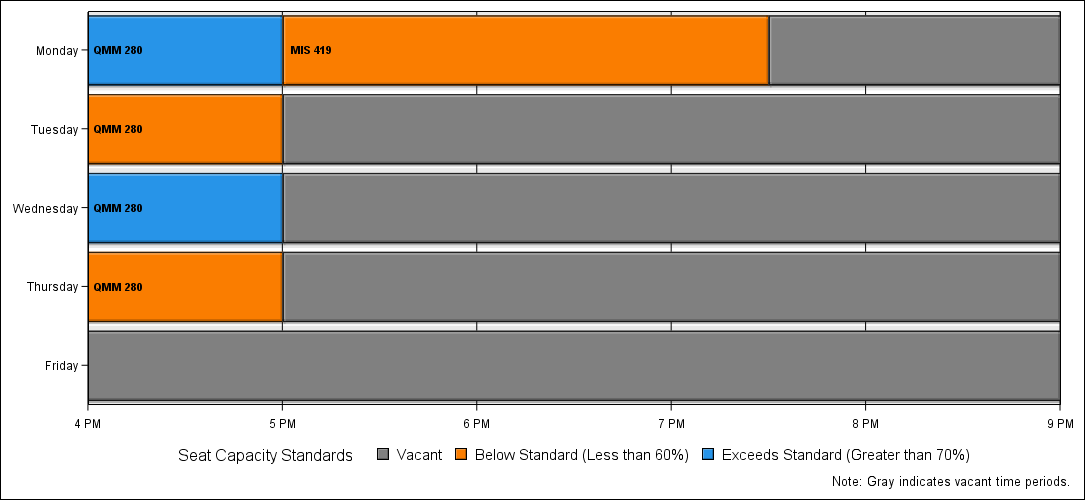 Monday QMM 280 MIS 419
Tuesday QMM 280
Wednesday QMM 280
Thursday QMM 280
Friday
4 PM 5 PM 6 PM 7 PM 8 PM 9 PM
Seat Capacity Standards Vacant Below Standard (Less than 60%) Exceeds Standard (Greater than 70%)
Note: Gray indicates vacant time periods.